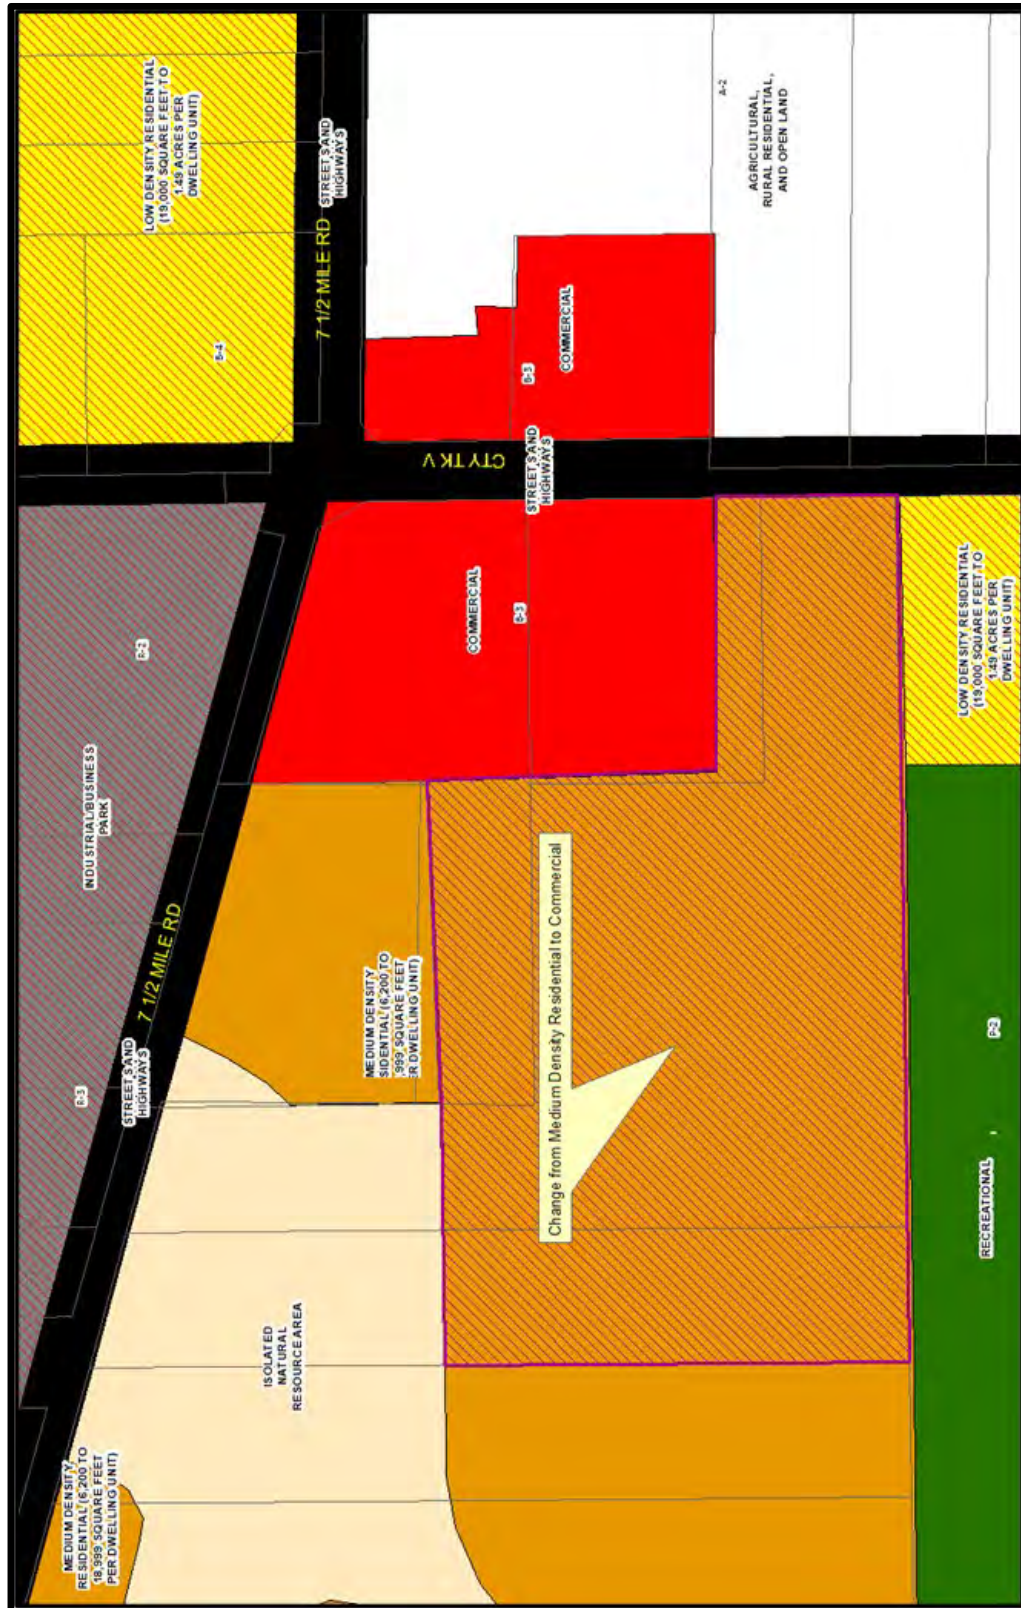 MEDIUM DENSITY
RESIDENTIAL (6,200 TO
18,999 SQUARE FEET
PER DWELLING UNIT)
R-3
INDUSTRIAL/BUSINESS
PARK
R-2
STREETS AND
HIGHWAYS
7 1/2 MILE RD
LOW DENSITY RESIDENTIAL
(19,000 SQUARE FEET TO
1.49 ACRES PER
DWELLING UNIT)
B-4
ISOLATED
NATURAL
RESOURCE AREA
7 1/2 MILE RD
STREETS AND
HIGHWAYS
MEDIUM DENSITY
SIDENTIAL (6,200 TO
,999 SQUARE FEET
ER DWELLING UNIT)
CTY TK V
COMMERCIAL
B-3
STREETS AND
HIGHWAYS
B-3
COMMERCIAL
Change from Medium Density Residential to Commercial
A-2
AGRICULTURAL,
RURAL RESIDENTIAL,
AND OPEN LAND
RECREATIONAL
P-2
LOW DENSITY RESIDENTIAL
(19,000 SQUARE FEET TO
1.49 ACRES PER
DWELLING UNIT)